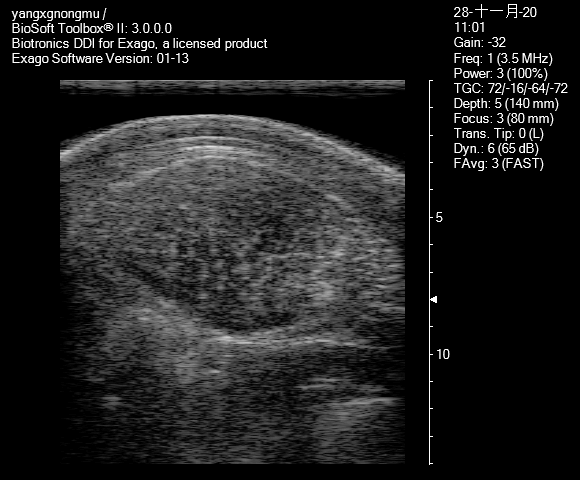 yangxgnongmu /
BioSoft Toolbox® II: 3.0.0.0
Biotronics DDI for Exago, a licensed product
Exago Software Version: 01-13
28-十一月-20
11:01
Gain: -32
Freq: 1 (3.5 MHz)
Power: 3 (100%)
TGC: 72/-16/-64/-72
Depth: 5 (140 mm)
Focus: 3 (80 mm)
Trans. Tip: 0 (L)
Dyn.: 6 (65 dB)
FAvg: 3 (FAST)
5
10